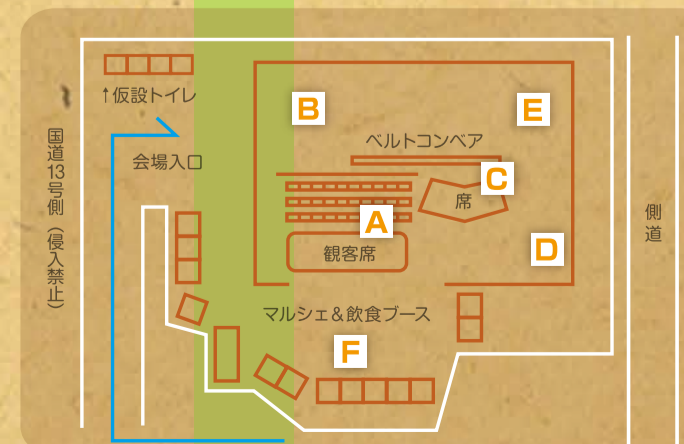 ↑仮設トイレ
B
E
ベルトコンベア
会場入口
国道13号側（侵入禁止）
C
席
側道
A
観客席
D
マルシェ&飲食ブース
F